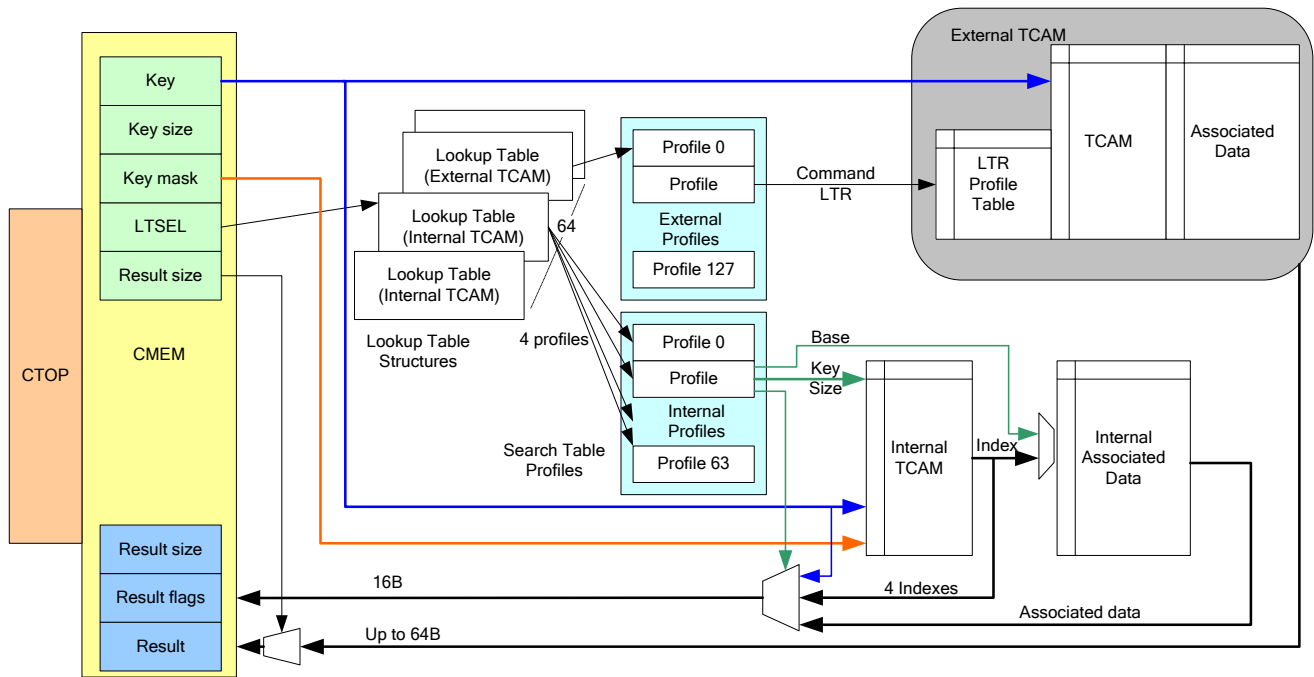 External TCAM
Key
Key size
Key mask
LTSEL
Result size
CMEM
CTOP
Result size
Result flags
Result
Lookup Table
(External TCAM)
Lookup Table
(Internal TCAM)
Lookup Table
(Internal TCAM)
64
Lookup Table
Structures
4 profiles
Search Table
Profiles
Profile 0
Profile
External
Profiles
Profile 127
Profile 0
Profile
Internal
Profiles
Profile 63
Command
LTR
LTR
Profile
Table
TCAM
Associated
Data
Base
Key
Size
Internal
TCAM
Index
Internal
Associated
Data
16B
4 Indexes
Associated data
Up to 64B